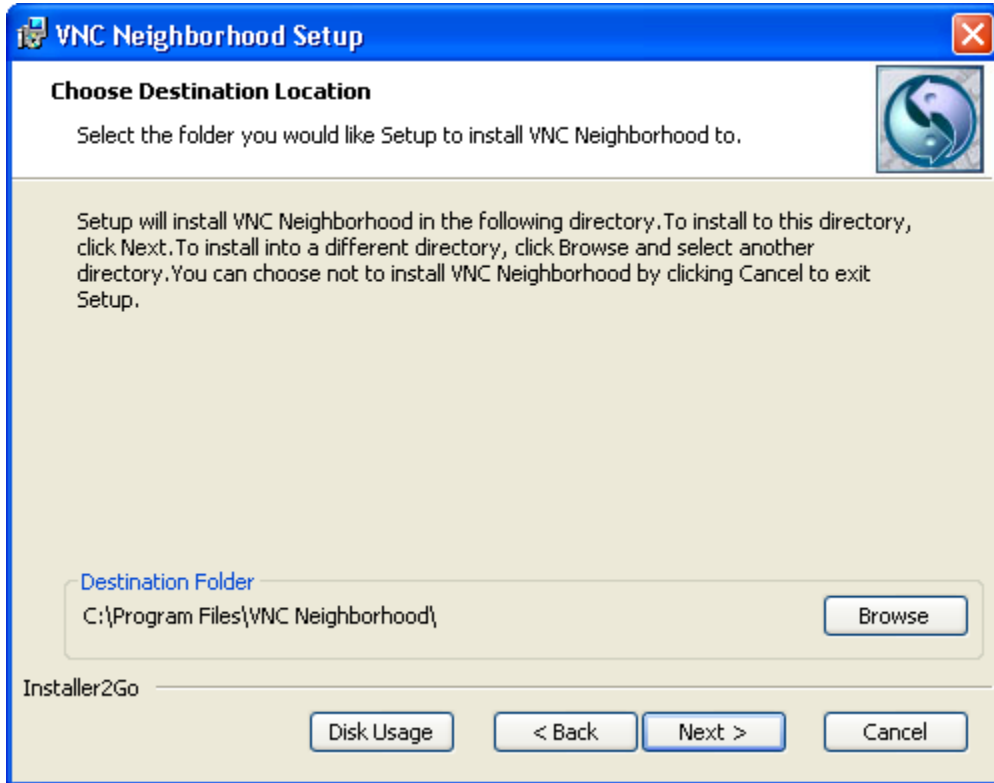 VNC Neighborhood Setup
Choose Destination Location
Select the folder you would like Setup to install VNC Neighborhood to.
Setup will install VNC Neighborhood in the following directory.To install to this directory,
click Next.To install into a different directory, click Browse and select another
directory.You can choose not to install VNC Neighborhood by clicking Cancel to exit
Setup.
Destination Folder
C:\Program Files\VNC Neighborhood\
Browse
Installer2Go
Disk Usage
< Back
Next >
Cancel